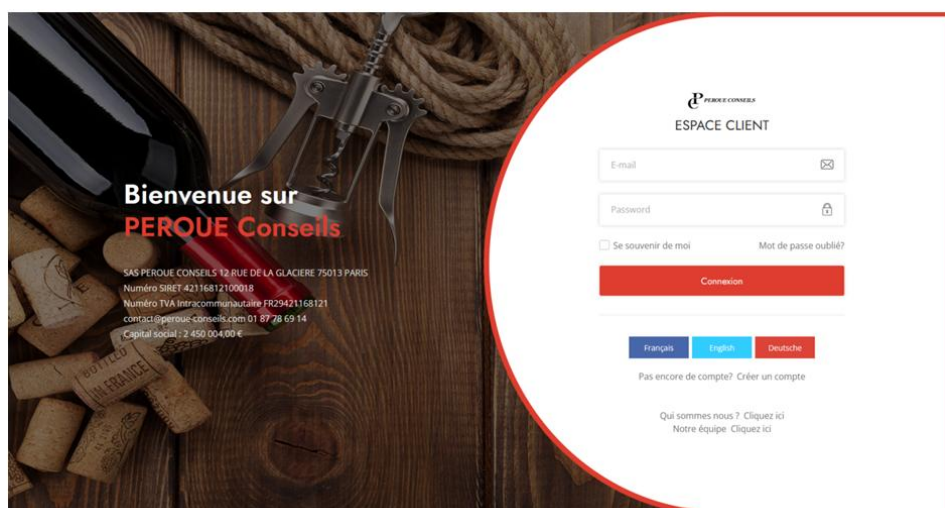 Bienvenue sur
PEROUE Conseils
SAS PEROUE CONSEILS 12 RUE DE LA GLACIERE 75013 PARIS
Numéro SIRET 42116812100018
Numéro TVA Intracommunautaire FR29421168121
contact@peroue-conseils.com 01 87 78 69 14
Capital social : 2 450 004,00 €
BOTTLED
IN FRANCE
PEROUE CONSEILS
ESPACE CLIENT
E-mail
Password
Se souvenir de moi Mot de passe oublié?
Connexion
Français English Deutsche
Pas encore de compte? Créer un compte
Qui sommes nous ? Cliquez ici
Notre équipe Cliquez ici